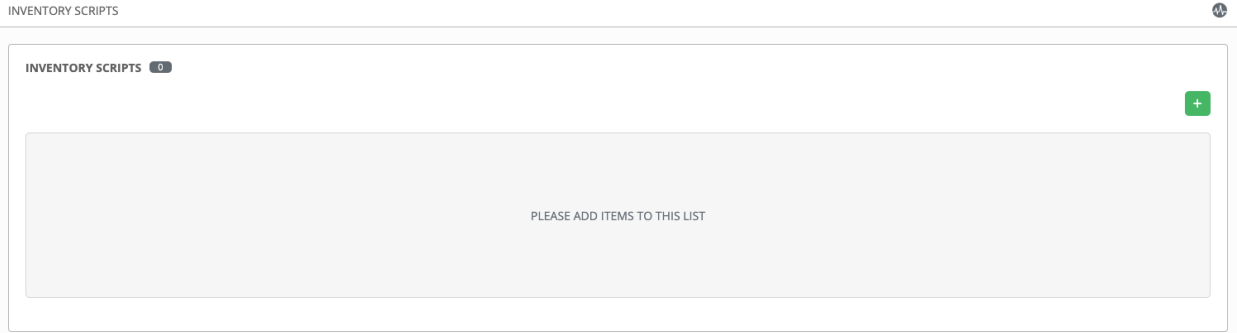 INVENTORY SCRIPTS
INVENTORY SCRIPTS 0
+
PLEASE ADD ITEMS TO THIS LIST